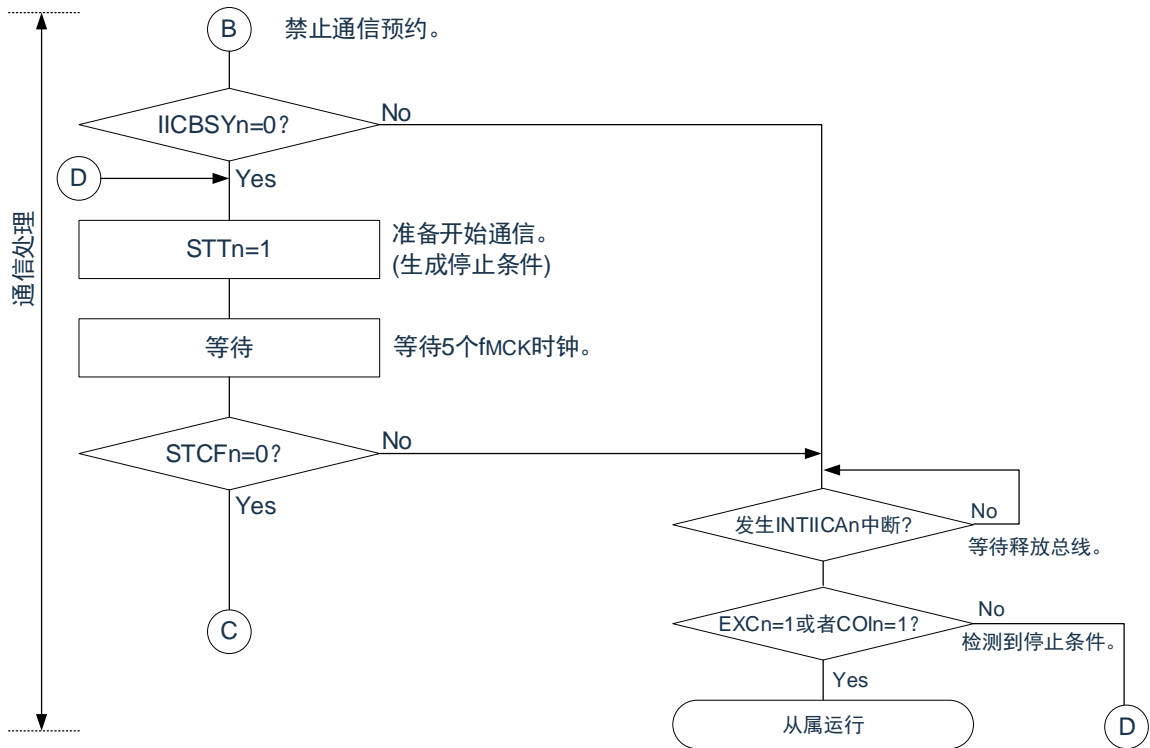 B 禁止通信预约。
IICBSYn=0?
No
D
Yes
STTn=1
准备开始通信。
(生成停止条件)
等待
等待5个fMCK时钟。
STCFn=0?
No
Yes
C
发生INTIICAn中断?
No
等待释放总线。
EXCn=1或者COIn=1?
No
检测到停止条件。
Yes
从属运行
D
通信处理